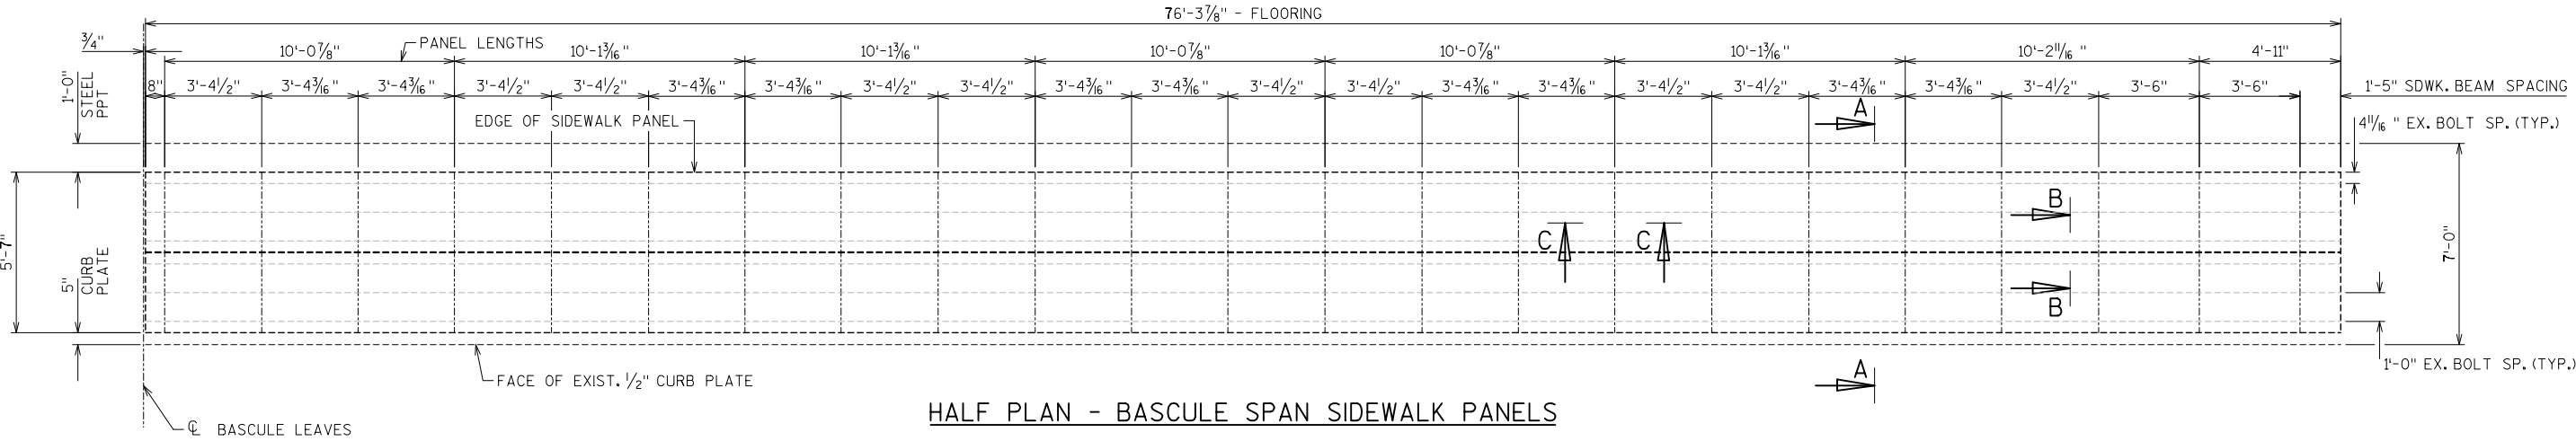 76'-3⅞" - FLOORING
¾"
10'-0⅞"
PANEL LENGTHS
10'-1³⁄₁₆"
10'-1³⁄₁₆"
10'-0⅞"
10'-0⅞"
10'-1³⁄₁₆"
10'-2¹¹⁄₁₆ "
4'-11"
1'-0"
STEEL
PPT
8"
3'-4½"
3'-4³⁄₁₆"
3'-4³⁄₁₆"
3'-4½"
3'-4½"
3'-4³⁄₁₆"
3'-4³⁄₁₆"
3'-4½"
3'-4½"
3'-4³⁄₁₆"
3'-4³⁄₁₆"
3'-4½"
3'-4½"
3'-4³⁄₁₆"
3'-4³⁄₁₆"
3'-4½"
3'-4½"
3'-4³⁄₁₆"
3'-4³⁄₁₆"
3'-4½"
3'-6"
3'-6"
1'-5" SDWK. BEAM SPACING
EDGE OF SIDEWALK PANEL
A
4¹¹⁄₁₆ " EX. BOLT SP. (TYP.)
B
C
C
5'-7"
5"
CURB
PLATE
7'-0"
B
1'-0" EX. BOLT SP. (TYP.)
FACE OF EXIST. ½" CURB PLATE
A
HALF PLAN - BASCULE SPAN SIDEWALK PANELS
℄ BASCULE LEAVES